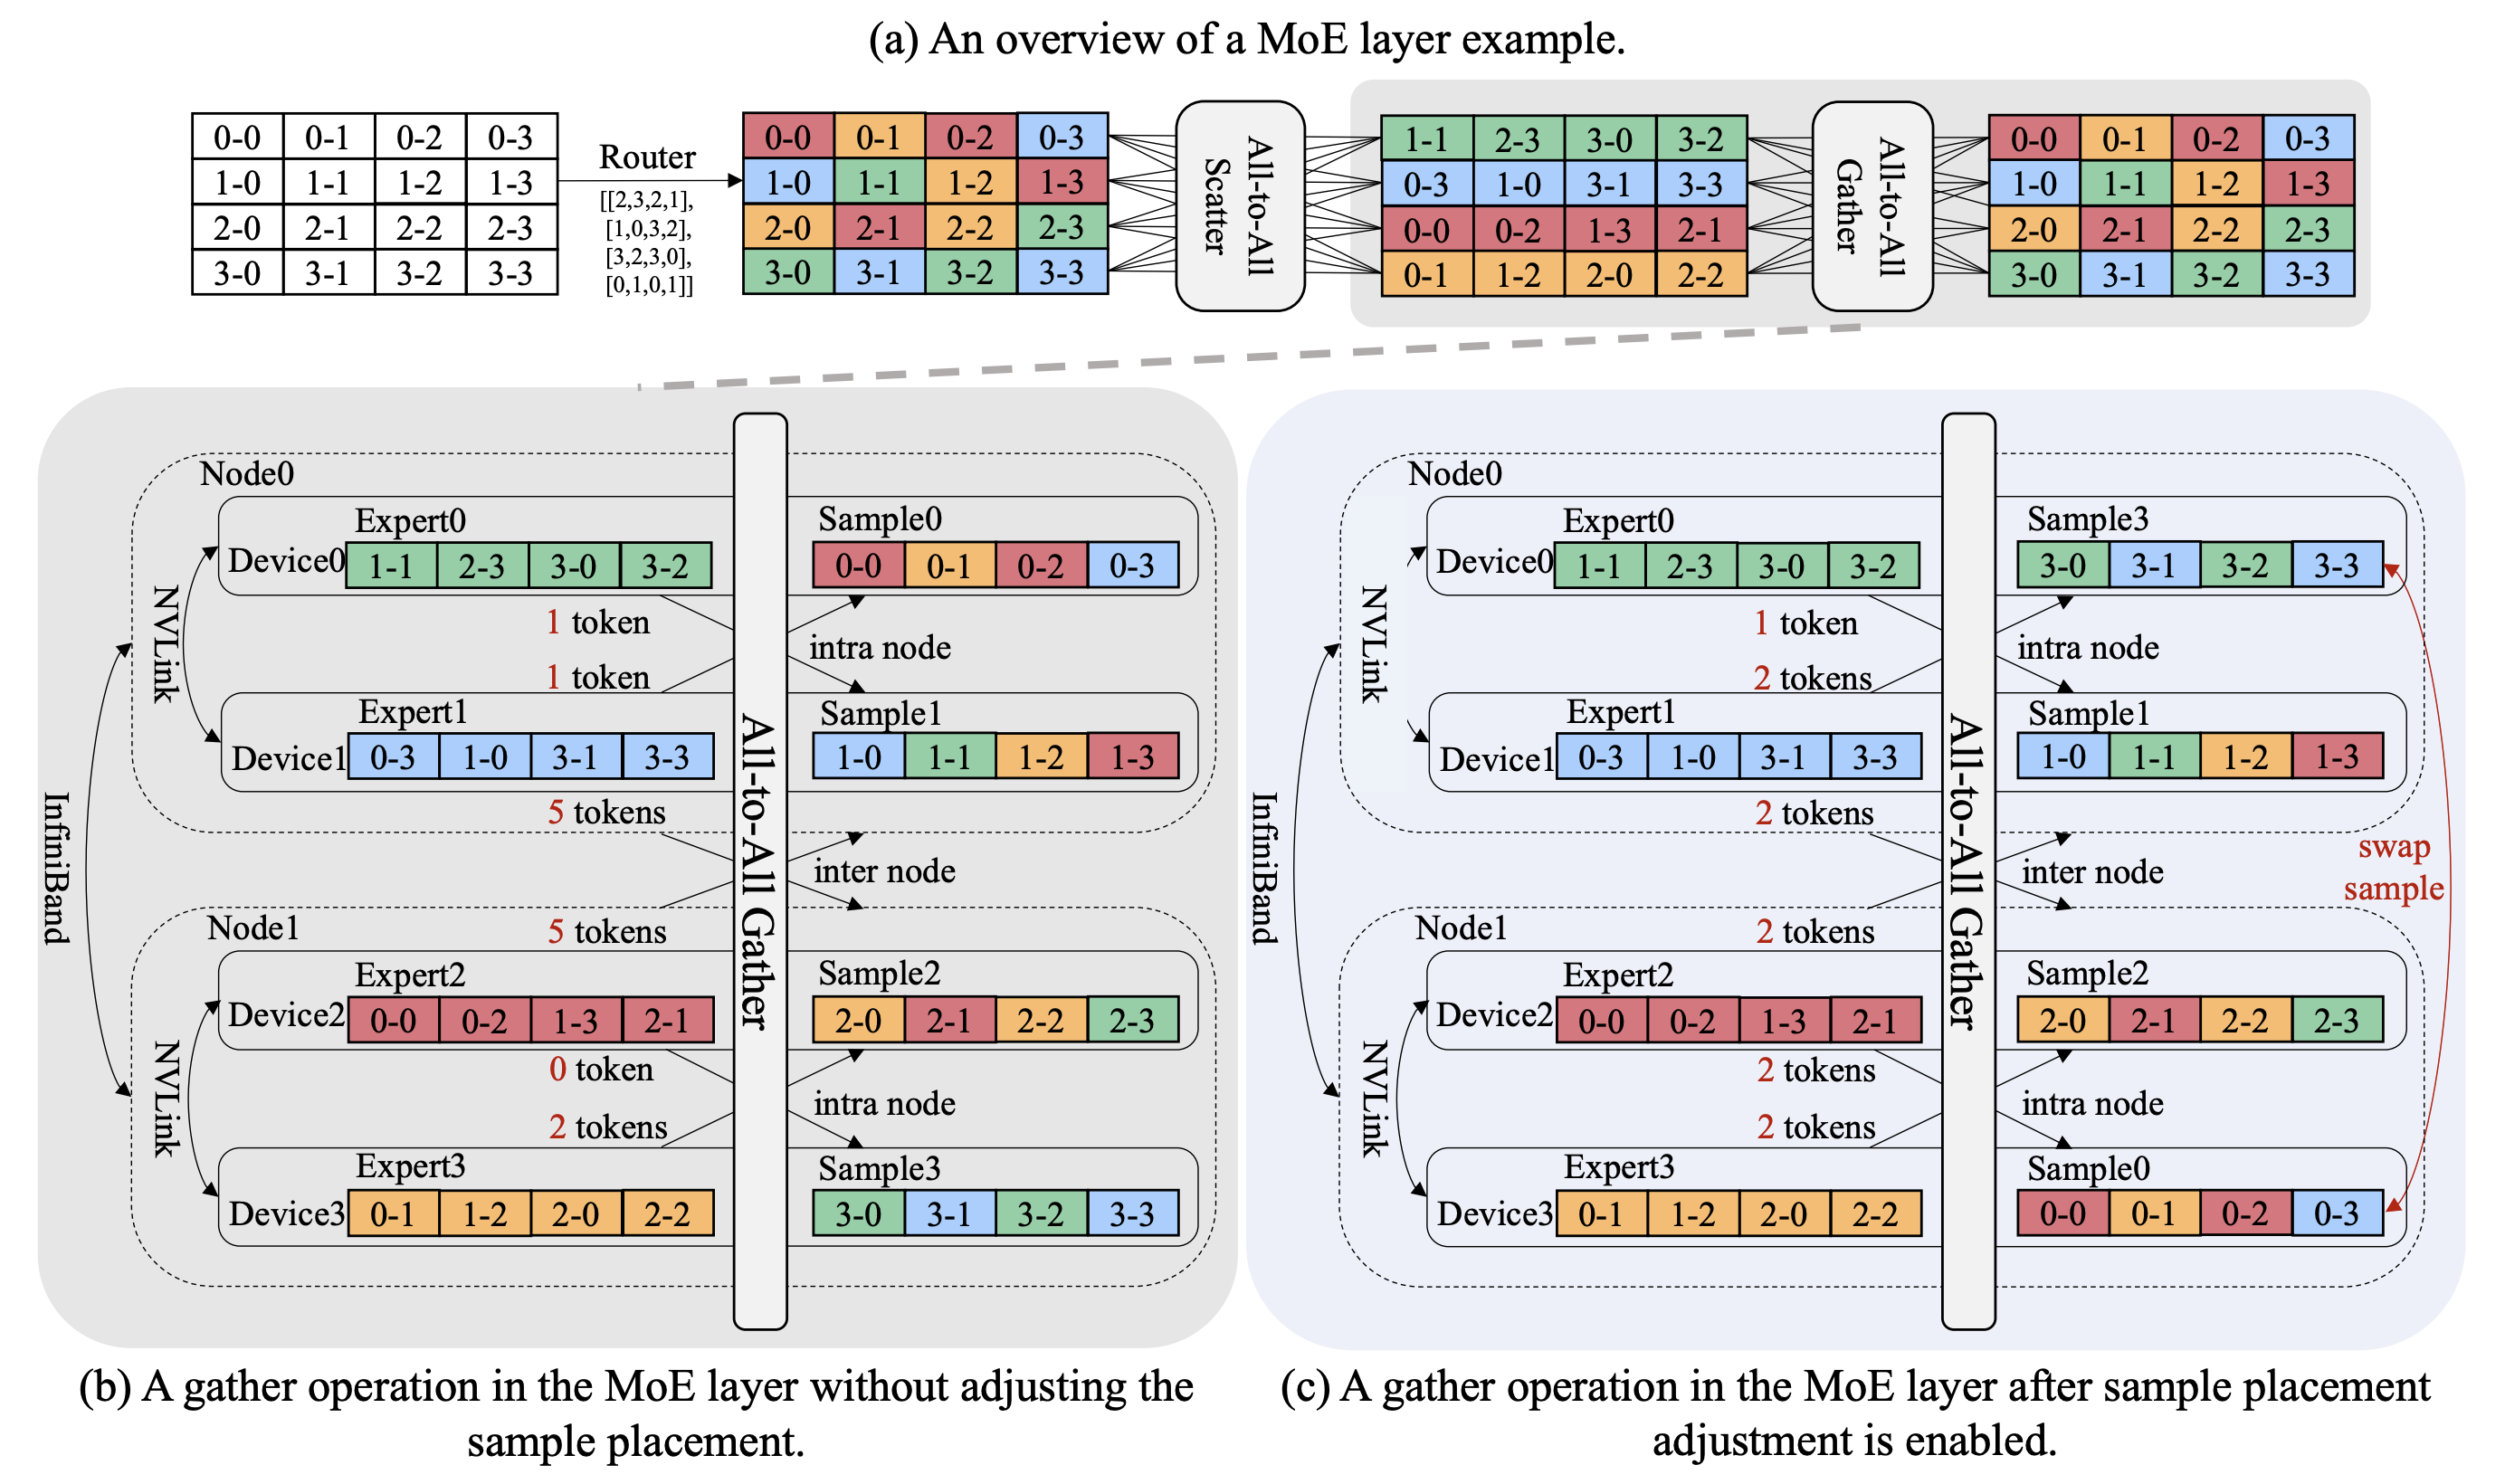 (a) An overview of a MoE layer example.
0-0 0-1 0-2 0-3
1-0 1-1 1-2 1-3
2-0 2-1 2-2 2-3
3-0 3-1 3-2 3-3
Router
[[2,3,2,1],
[1,0,3,2],
[3,2,3,0],
[0,1,0,1]]
0-0 0-1 0-2 0-3
1-0 1-1 1-2 1-3
2-0 2-1 2-2 2-3
3-0 3-1 3-2 3-3
All-to-All
Scatter
1-1 2-3 3-0 3-2
0-3 1-0 3-1 3-3
0-0 0-2 1-3 2-1
0-1 1-2 2-0 2-2
All-to-All
Gather
0-0 0-1 0-2 0-3
1-0 1-1 1-2 1-3
2-0 2-1 2-2 2-3
3-0 3-1 3-2 3-3
InfiniBand
Node0
NVLink
Expert0
Device0 1-1 2-3 3-0 3-2
Sample0
0-0 0-1 0-2 0-3
1 token
intra node
1 token
Expert1
Device1 0-3 1-0 3-1 3-3
Sample1
1-0 1-1 1-2 1-3
5 tokens
inter node
5 tokens
All-to-All Gather
Node1
NVLink
Expert2
Device2 0-0 0-2 1-3 2-1
Sample2
2-0 2-1 2-2 2-3
0 token
intra node
2 tokens
Expert3
Device3 0-1 1-2 2-0 2-2
Sample3
3-0 3-1 3-2 3-3
(b) A gather operation in the MoE layer without adjusting the
sample placement.
InfiniBand
Node0
NVLink
Expert0
Device0 1-1 2-3 3-0 3-2
Sample3
3-0 3-1 3-2 3-3
1 token
intra node
2 tokens
Expert1
Device1 0-3 1-0 3-1 3-3
Sample1
1-0 1-1 1-2 1-3
2 tokens
inter node
2 tokens
All-to-All Gather
swap
sample
Node1
NVLink
Expert2
Device2 0-0 0-2 1-3 2-1
Sample2
2-0 2-1 2-2 2-3
2 tokens
intra node
2 tokens
Expert3
Device3 0-1 1-2 2-0 2-2
Sample0
0-0 0-1 0-2 0-3
(c) A gather operation in the MoE layer after sample placement
adjustment is enabled.